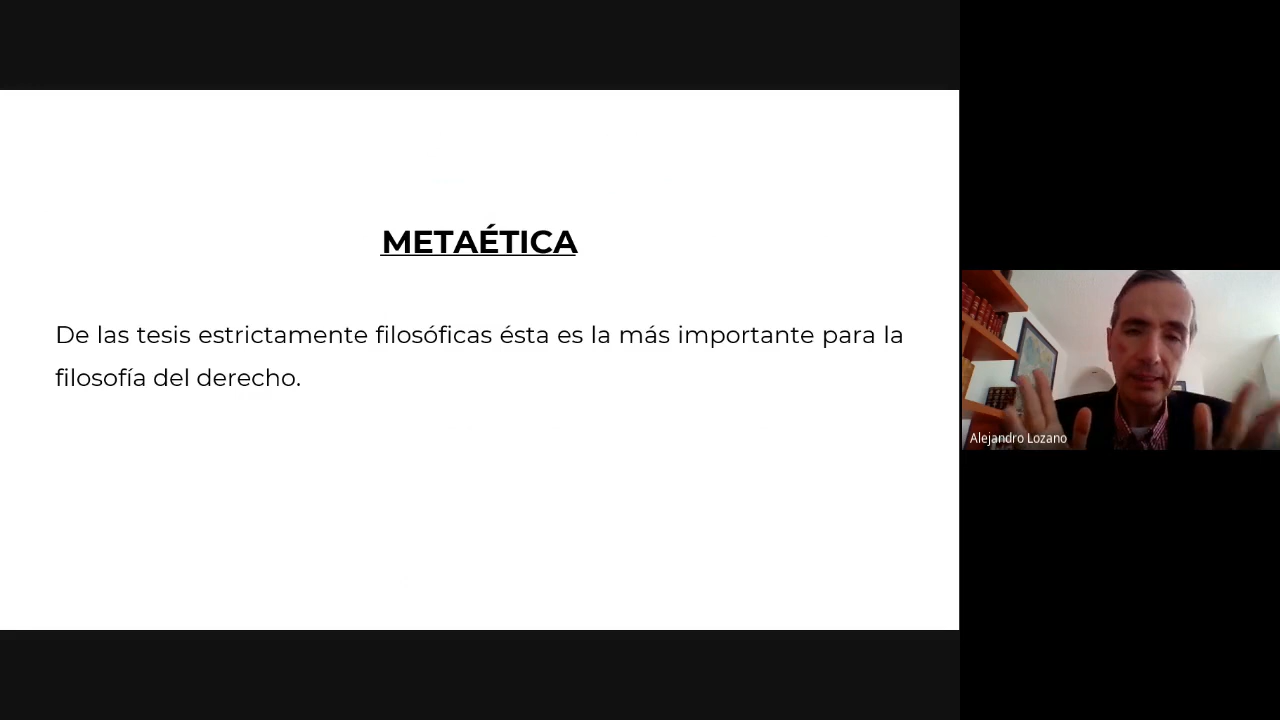 METAÉTICA
De las tesis estrictamente filosóficas ésta es la más importante para la
filosofía del derecho.
Alejandro Lozano